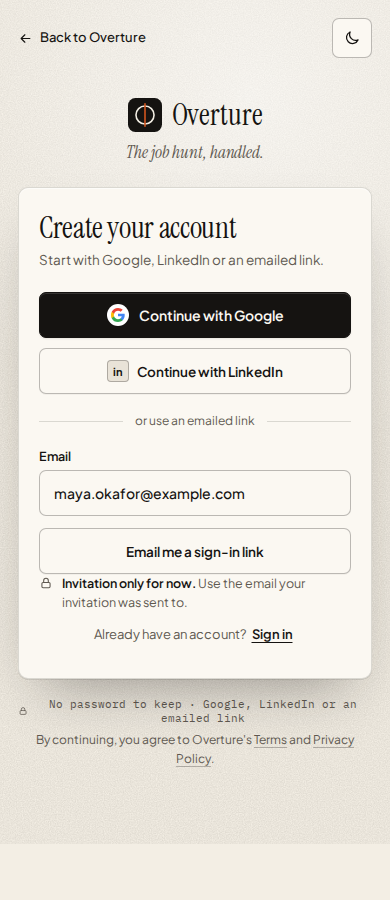 ← Back to Overture
Overture
The job hunt, handled.
Create your account
Start with Google, LinkedIn or an emailed link.
Continue with Google
in Continue with LinkedIn
or use an emailed link
Email
maya.okafor@example.com
Email me a sign-in link
Invitation only for now. Use the email your
invitation was sent to.
Already have an account? Sign in
No password to keep · Google, LinkedIn or an
emailed link
By continuing, you agree to Overture's Terms and Privacy
Policy.